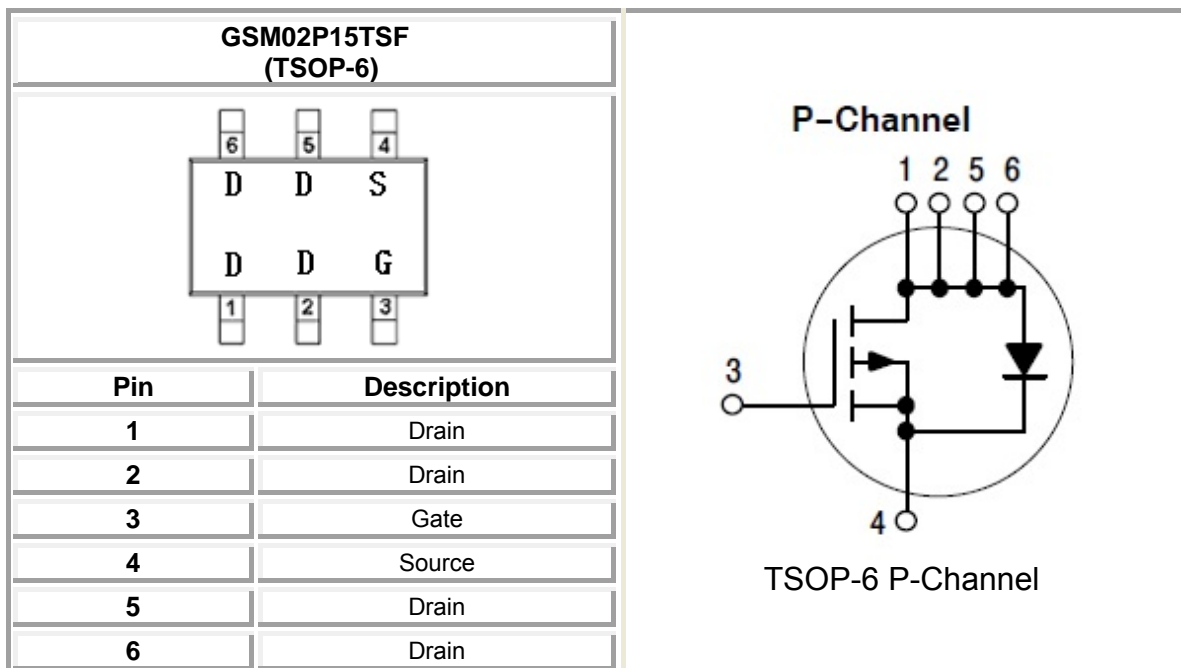 GSM02P15TSF
(TSOP-6)
6 5 4
D D S
D D G
1 2 3
Pin Description
1 Drain
2 Drain
3 Gate
4 Source
5 Drain
6 Drain
P-Channel
1 2 5 6
3
4
TSOP-6 P-Channel